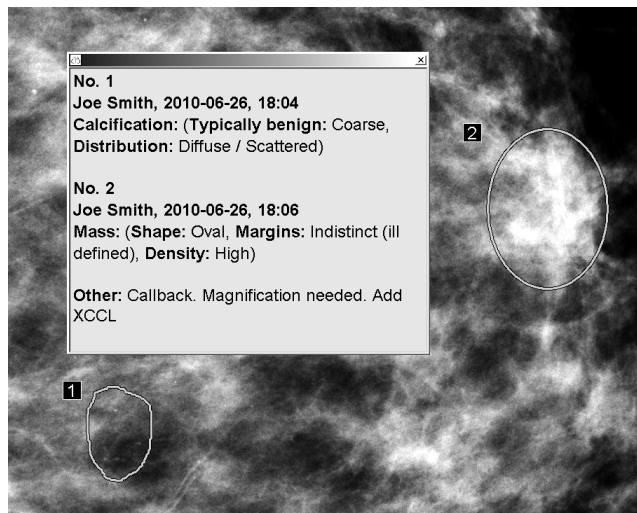 No. 1
Joe Smith, 2010-06-26, 18:04
Calcification: (Typically benign: Coarse,
Distribution: Diffuse / Scattered)
No. 2
Joe Smith, 2010-06-26, 18:06
Mass: (Shape: Oval, Margins: Indistinct (ill
defined), Density: High)
Other: Callback. Magnification needed. Add
XCCL
2
1